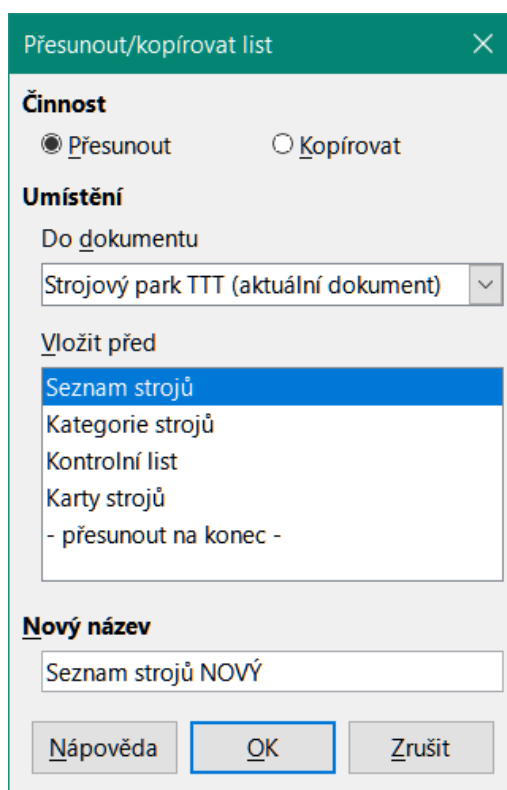 Přesunout/kopírovat list
Činnost
Přesunout Kopírovat
Umístění
Do dokumentu
Strojový park TTT (aktuální dokument)
Vložit před
Seznam strojů
Kategorie strojů
Kontrolní list
Karty strojů
- přesunout na konec -
Nový název
Seznam strojů NOVÝ
Nápověda OK Zrušit